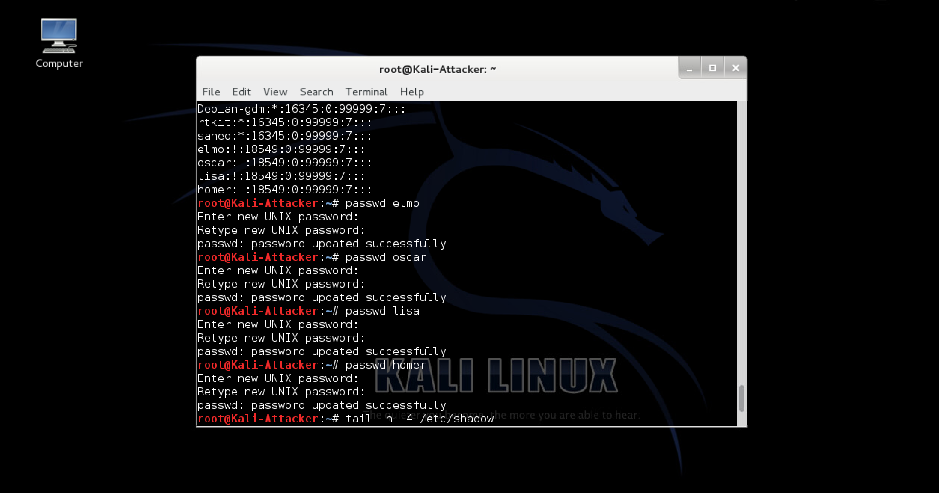 Computer
root@Kali-Attacker: ~
File Edit View Search Terminal Help
Debian-gdm:*:16345:0:99999:7:::
rtkit:*:16345:0:99999:7:::
saned:*:16345:0:99999:7:::
elmo:!:18549:0:99999:7:::
oscar:!:18549:0:99999:7:::
lisa:!:18549:0:99999:7:::
homer:!:18549:0:99999:7:::
root@Kali-Attacker:~# passwd elmo
Enter new UNIX password:
Retype new UNIX password:
passwd: password updated successfully
root@Kali-Attacker:~# passwd oscar
Enter new UNIX password:
Retype new UNIX password:
passwd: password updated successfully
root@Kali-Attacker:~# passwd lisa
Enter new UNIX password:
Retype new UNIX password:
passwd: password updated successfully
root@Kali-Attacker:~# passwd homer
Enter new UNIX password:
Retype new UNIX password:
passwd: password updated successfully
root@Kali-Attacker:~# tail -n 4 /etc/shadow
KALI LINUX
the more you are able to hear.